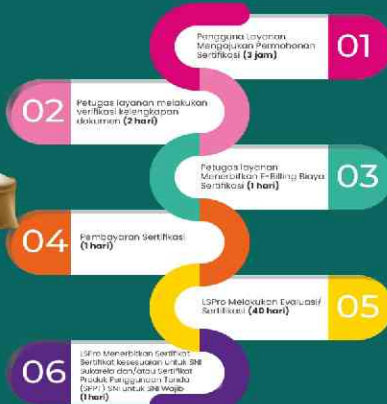 Pengguna Layanan
Mengajukan Permohonan
Sertifikasi (3 jam)
01
02
Petugas layanan melakukan
verifikasi kelengkapan
dokumen (2 hari)
Petugas layanan
Menerbitkan E-Billing Biaya
Sertifikasi (1 hari)
03
04
Pembayaran Sertifikasi
(1 hari)
LSPro Melakukan Evaluasi/
Sertifikasi (40 hari)
05
06
LSPro Menerbitkan Sertifikat
Sertifikat kesesuaian untuk SNI
Sukarela dan/atau Sertifikat
Produk Penggunaan Tanda
(SPPT) SNI untuk SNI Wajib
(1 hari)